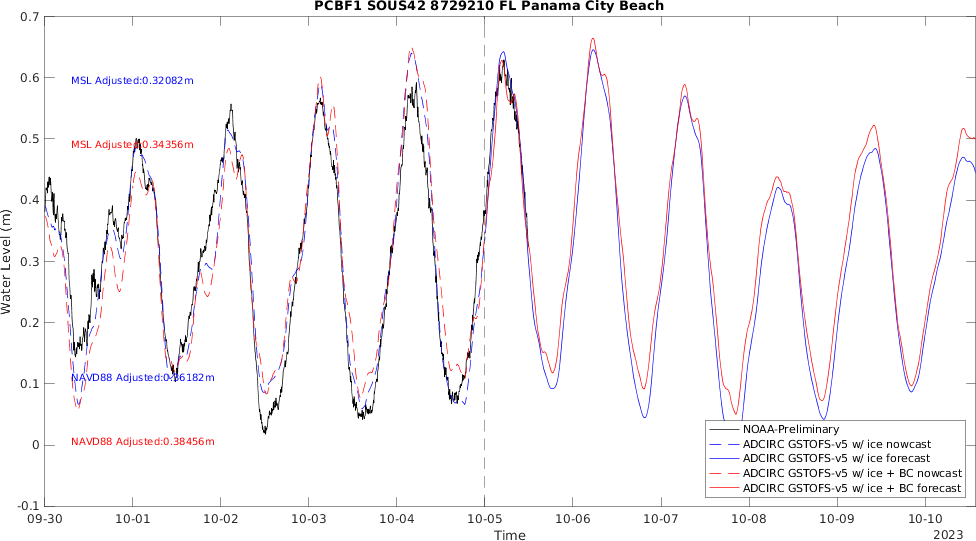 PCBF1 SOUS42 8729210 FL Panama City Beach
0.7
0.6
0.5
0.4
0.3
0.2
0.1
0
-0.1
Water Level (m)
MSL Adjusted:0.32082m
MSL Adjusted:0.34356m
NAVD88 Adjusted:0.36182m
NAVD88 Adjusted:0.38456m
NOAA-Preliminary
ADCIRC GSTOFS-v5 w/ ice nowcast
ADCIRC GSTOFS-v5 w/ ice forecast
ADCIRC GSTOFS-v5 w/ ice + BC nowcast
ADCIRC GSTOFS-v5 w/ ice + BC forecast
09-30 10-01 10-02 10-03 10-04 10-05 10-06 10-07 10-08 10-09 10-10
Time
2023